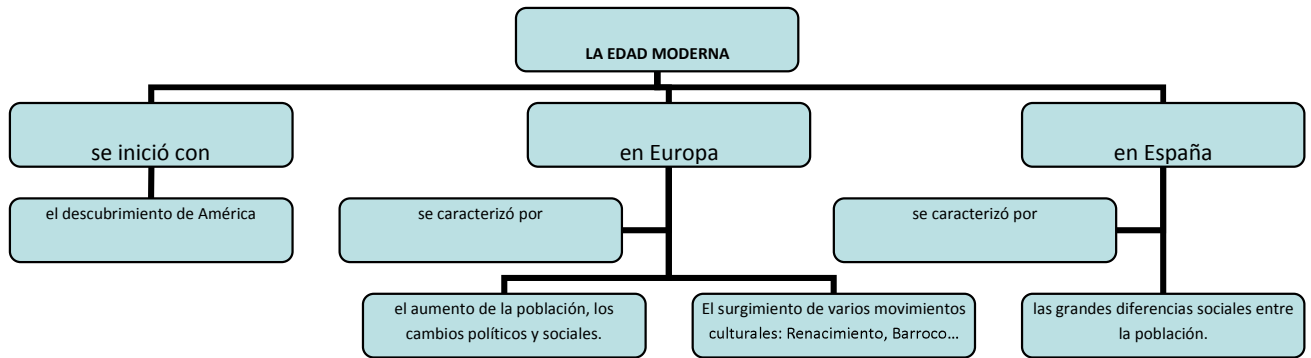 LA EDAD MODERNA
se inició con
en Europa
en España
el descubrimiento de América
se caracterizó por
se caracterizó por
el aumento de la población, los
cambios políticos y sociales.
El surgimiento de varios movimientos
culturales: Renacimiento, Barroco...
las grandes diferencias sociales entre
la población.